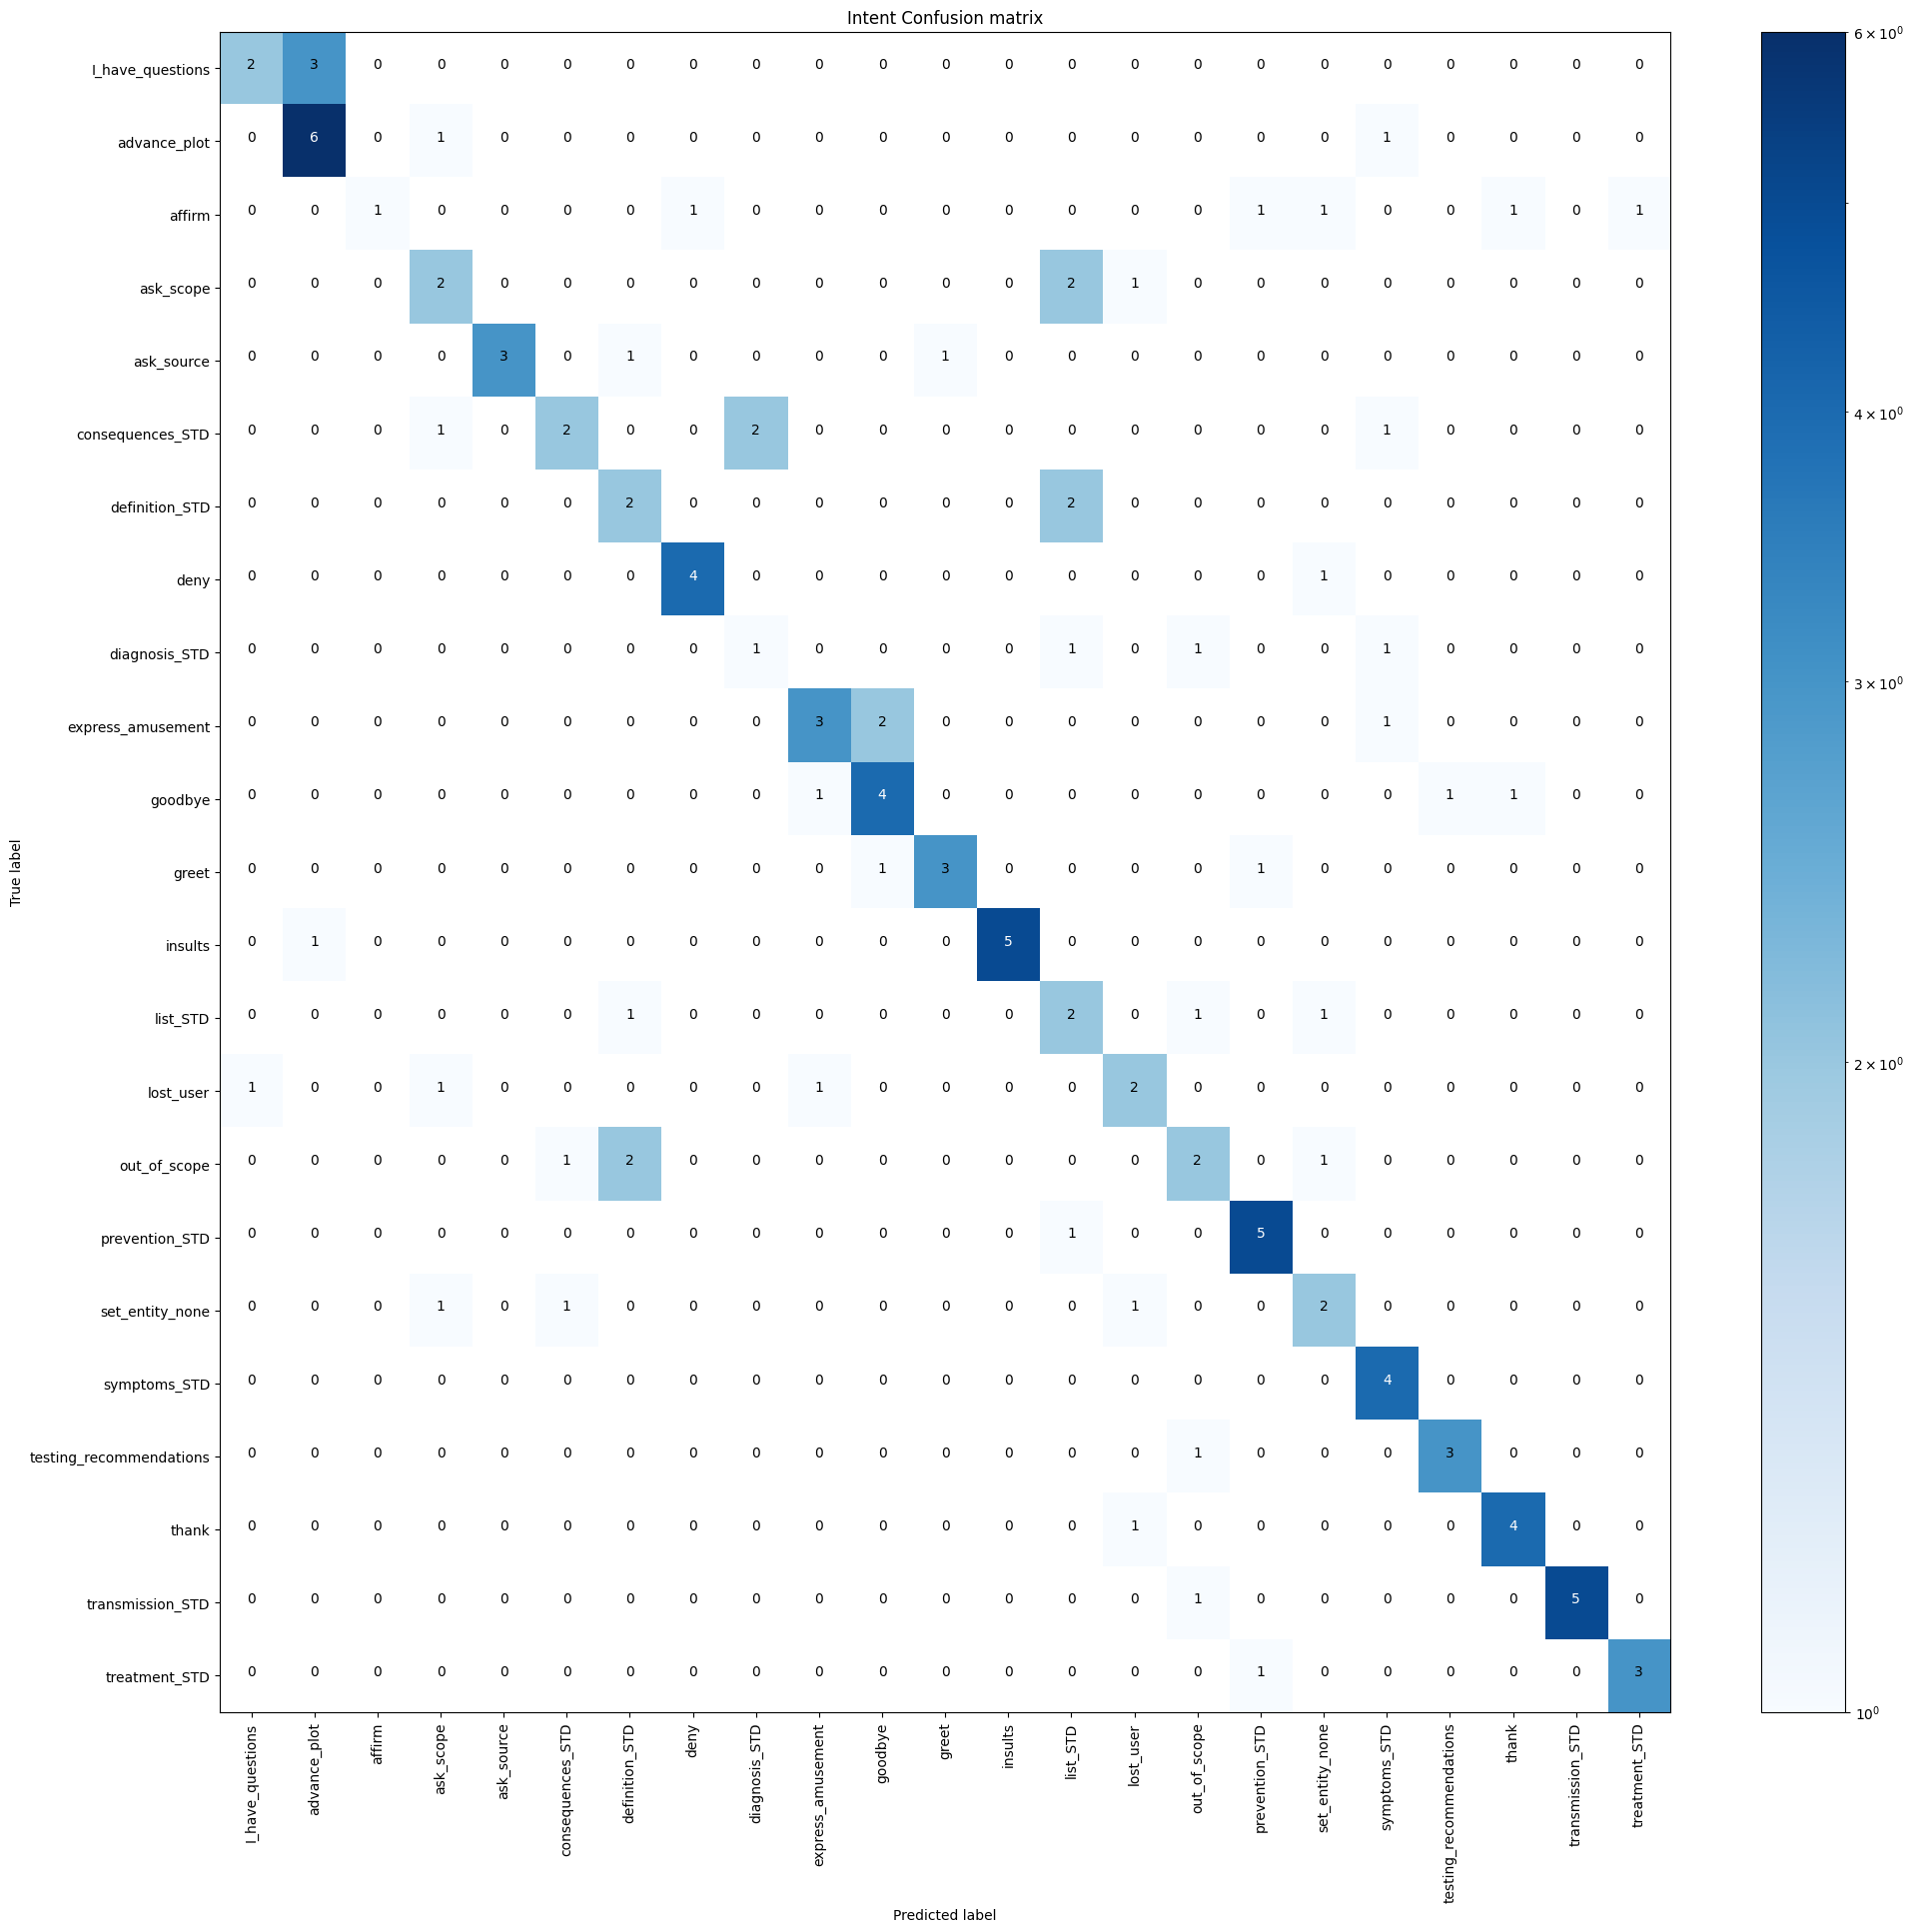 Intent Confusion matrix
I_have_questions 2 3 0 0 0 0 0 0 0 0 0 0 0 0 0 0 0 0 0 0 0 0 0
advance_plot 0 6 0 1 0 0 0 0 0 0 0 0 0 0 0 0 0 0 1 0 0 0 0
affirm 0 0 1 0 0 0 0 1 0 0 0 0 0 0 0 0 1 1 0 0 1 0 1
ask_scope 0 0 0 2 0 0 0 0 0 0 0 0 0 2 1 0 0 0 0 0 0 0 0
ask_source 0 0 0 0 3 0 1 0 0 0 0 1 0 0 0 0 0 0 0 0 0 0 0
consequences_STD 0 0 0 1 0 2 0 0 2 0 0 0 0 0 0 0 0 0 1 0 0 0 0
definition_STD 0 0 0 0 0 0 2 0 0 0 0 0 0 2 0 0 0 0 0 0 0 0 0
deny 0 0 0 0 0 0 0 4 0 0 0 0 0 0 0 0 0 1 0 0 0 0 0
diagnosis_STD 0 0 0 0 0 0 0 0 1 0 0 0 0 1 0 1 0 0 1 0 0 0 0
express_amusement 0 0 0 0 0 0 0 0 0 3 2 0 0 0 0 0 0 0 1 0 0 0 0
goodbye 0 0 0 0 0 0 0 0 0 1 4 0 0 0 0 0 0 0 0 1 1 0 0
greet 0 0 0 0 0 0 0 0 0 0 1 3 0 0 0 0 1 0 0 0 0 0 0
insults 0 1 0 0 0 0 0 0 0 0 0 0 5 0 0 0 0 0 0 0 0 0 0
list_STD 0 0 0 0 0 0 1 0 0 0 0 0 0 2 0 1 0 1 0 0 0 0 0
lost_user 1 0 0 1 0 0 0 0 0 1 0 0 0 0 2 0 0 0 0 0 0 0 0
out_of_scope 0 0 0 0 0 1 2 0 0 0 0 0 0 0 0 2 0 1 0 0 0 0 0
prevention_STD 0 0 0 0 0 0 0 0 0 0 0 0 0 1 0 0 5 0 0 0 0 0 0
set_entity_none 0 0 0 1 0 1 0 0 0 0 0 0 0 0 1 0 0 2 0 0 0 0 0
symptoms_STD 0 0 0 0 0 0 0 0 0 0 0 0 0 0 0 0 0 0 4 0 0 0 0
testing_recommendations 0 0 0 0 0 0 0 0 0 0 0 0 0 0 0 1 0 0 0 3 0 0 0
thank 0 0 0 0 0 0 0 0 0 0 0 0 0 0 1 0 0 0 0 0 4 0 0
transmission_STD 0 0 0 0 0 0 0 0 0 0 0 0 0 0 0 1 0 0 0 0 0 5 0
treatment_STD 0 0 0 0 0 0 0 0 0 0 0 0 0 0 0 0 1 0 0 0 0 0 3
True label
I_have_questions
advance_plot
affirm
ask_scope
ask_source
consequences_STD
definition_STD
deny
diagnosis_STD
express_amusement
goodbye
greet
insults
list_STD
lost_user
out_of_scope
prevention_STD
set_entity_none
symptoms_STD
testing_recommendations
thank
transmission_STD
treatment_STD
Predicted label
6 × 10⁰
4 × 10⁰
3 × 10⁰
2 × 10⁰
10⁰